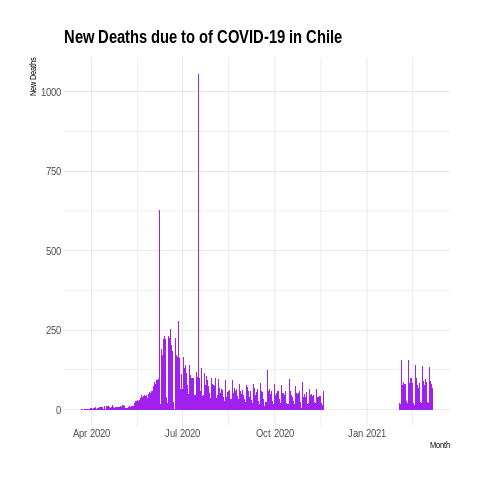 New Deaths due to of COVID-19 in Chile
New Deaths
1000
750
500
250
0
Apr 2020
Jul 2020
Oct 2020
Jan 2021
Month